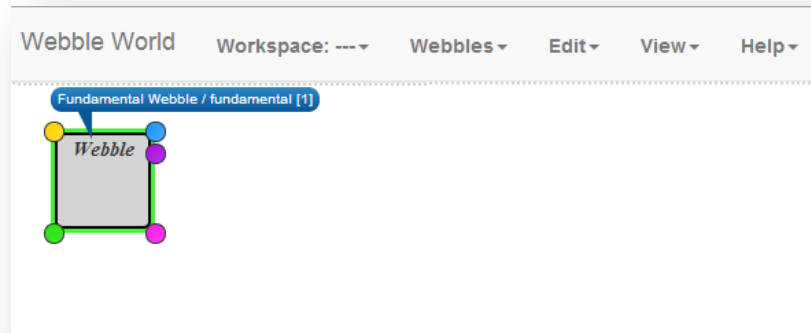 Webble World Workspace: --- Webbles Edit View Help
Fundamental Webble / fundamental [1]
Webble